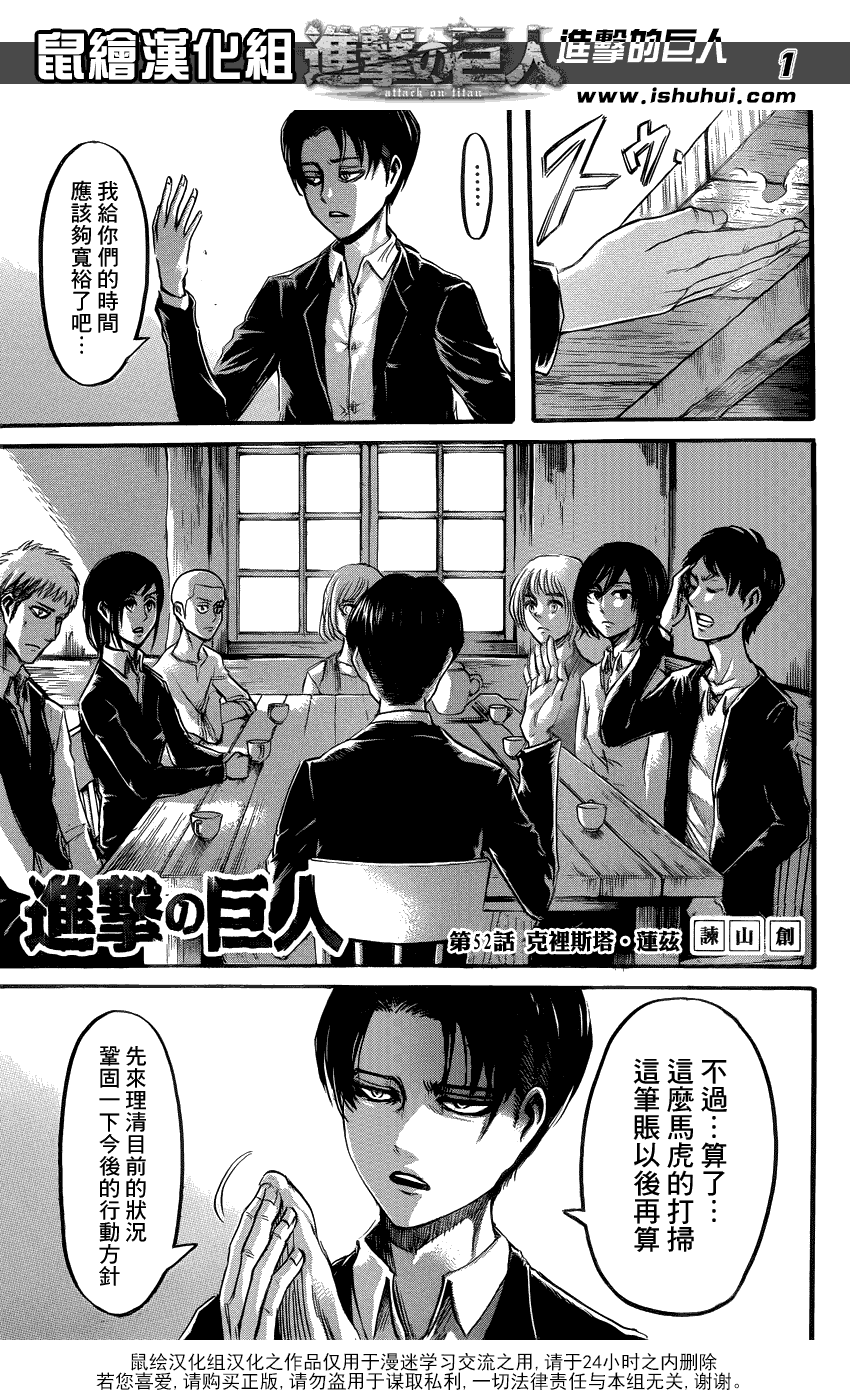 鼠繪漢化組
進撃の巨人
attack on titan
進擊的巨人
www.ishuhui.com
1
スゥ、
……
我給你們的時間
應該夠寬裕了吧…
進撃の巨人
第52話 克裡斯塔・蓮茲
諫山創
不過…算了…
這麼馬虎的打掃
這筆賬以後再算
先來理清目前的狀況
鞏固一下今後的行動方針
鼠绘汉化组汉化之作品仅用于漫迷学习交流之用,请于24小时之内删除
若您喜爱,请购买正版,请勿用于谋取私利,一切法律责任与本组无关,谢谢。